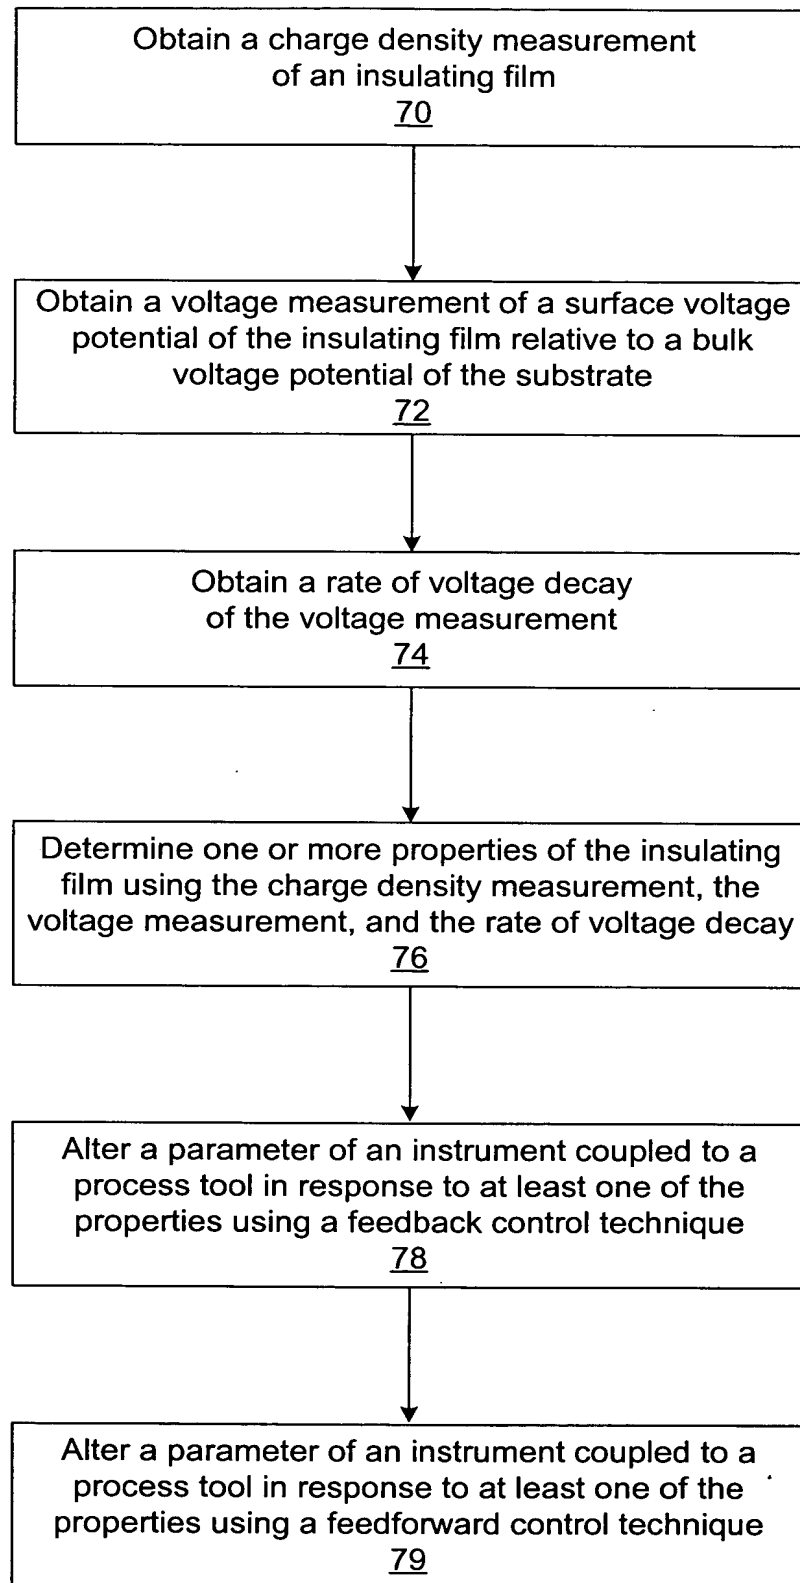 Obtain a charge density measurement
of an insulating film
70
Obtain a voltage measurement of a surface voltage
potential of the insulating film relative to a bulk
voltage potential of the substrate
72
Obtain a rate of voltage decay
of the voltage measurement
74
Determine one or more properties of the insulating
film using the charge density measurement, the
voltage measurement, and the rate of voltage decay
76
Alter a parameter of an instrument coupled to a
process tool in response to at least one of the
properties using a feedback control technique
78
Alter a parameter of an instrument coupled to a
process tool in response to at least one of the
properties using a feedforward control technique
79